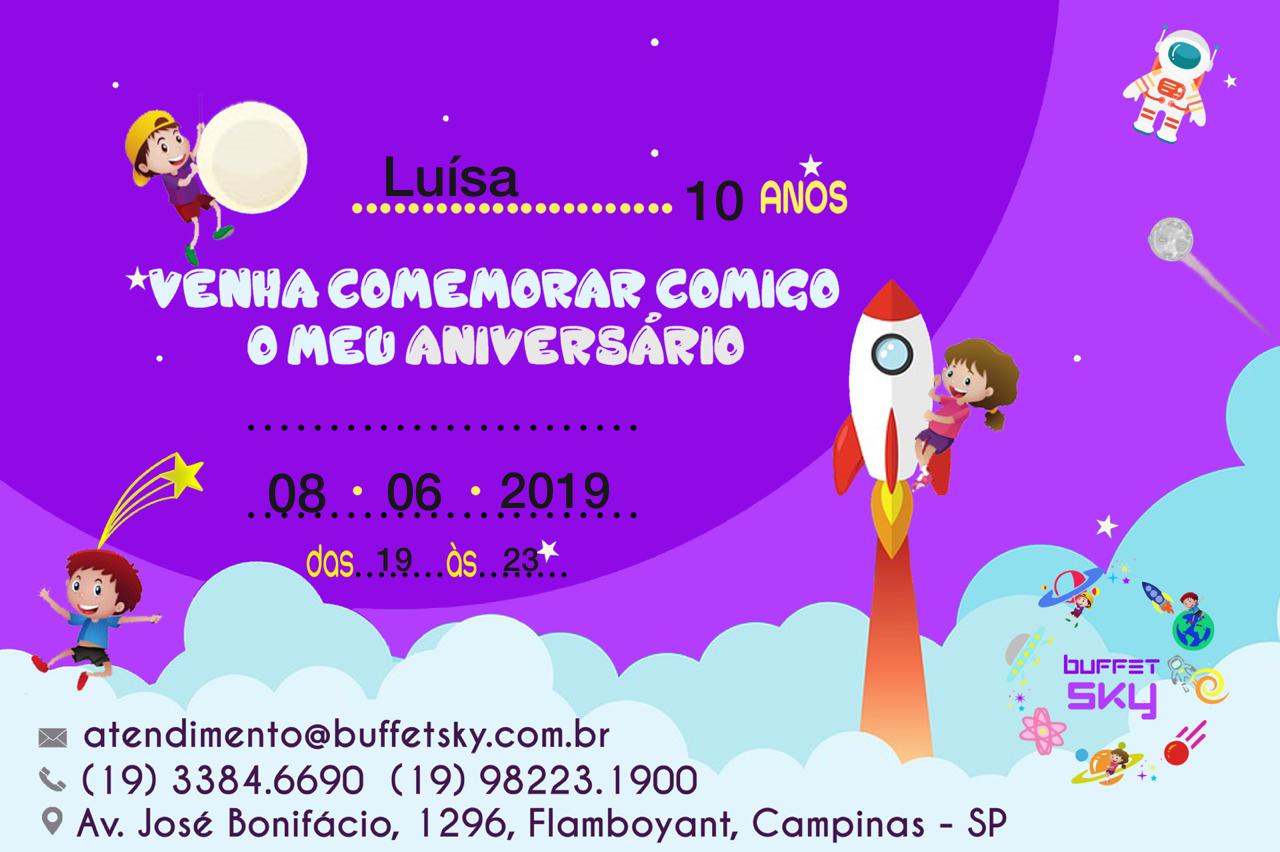 Luísa 10 ANOS
VENHA COMEMORAR COMIGO
O MEU ANIVERSÁRIO
08 • 06 • 2019
das...19...às...23...
BUFFET
SKY
atendimento@buffetsky.com.br
(19) 3384.6690 (19) 98223.1900
Av. José Bonifácio, 1296, Flamboyant, Campinas - SP